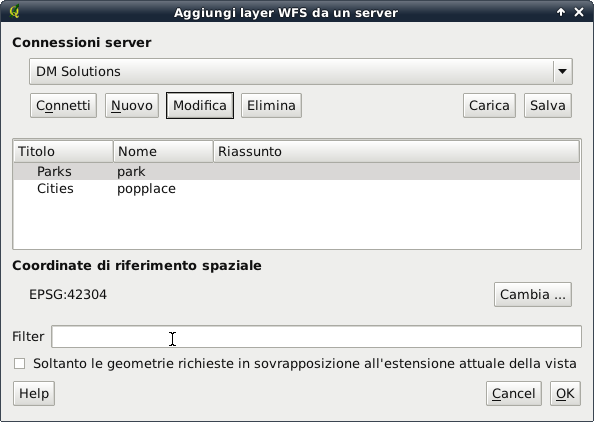 Aggiungi layer WFS da un server
Connessioni server
DM Solutions
Connetti Nuovo Modifica Elimina Carica Salva
Titolo Nome Riassunto
Parks park
Cities popplace
Coordinate di riferimento spaziale
EPSG:42304 Cambia ...
Filter
Soltanto le geometrie richieste in sovrapposizione all'estensione attuale della vista
Help Cancel OK